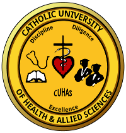 CATHOLIC UNIVERSITY
Discipline
Diligence
CUHAS
Excellence
OF HEALTH & ALLIED SCIENCES